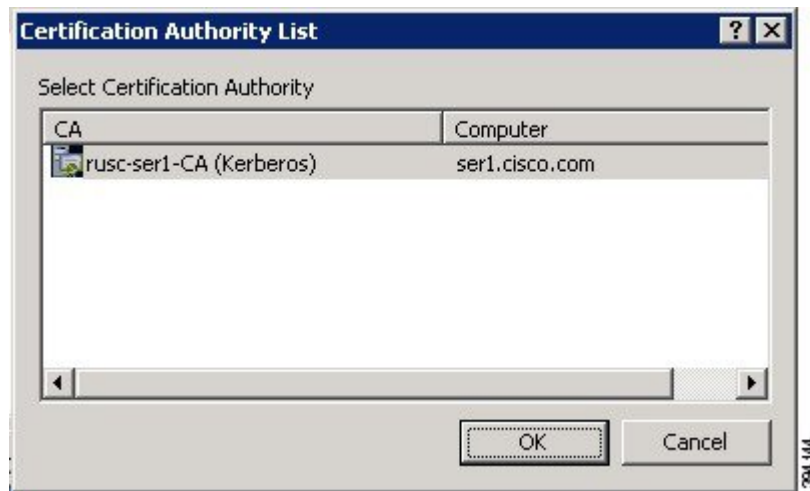 Certification Authority List
Select Certification Authority
CA Computer
rusc-ser1-CA (Kerberos) ser1.cisco.com
OK Cancel